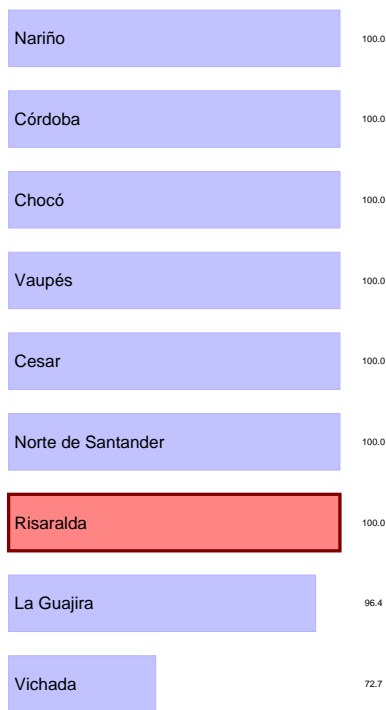 Nariño 100.0
Córdoba 100.0
Chocó 100.0
Vaupés 100.0
Cesar 100.0
Norte de Santander 100.0
Risaralda 100.0
La Guajira 96.4
Vichada 72.7